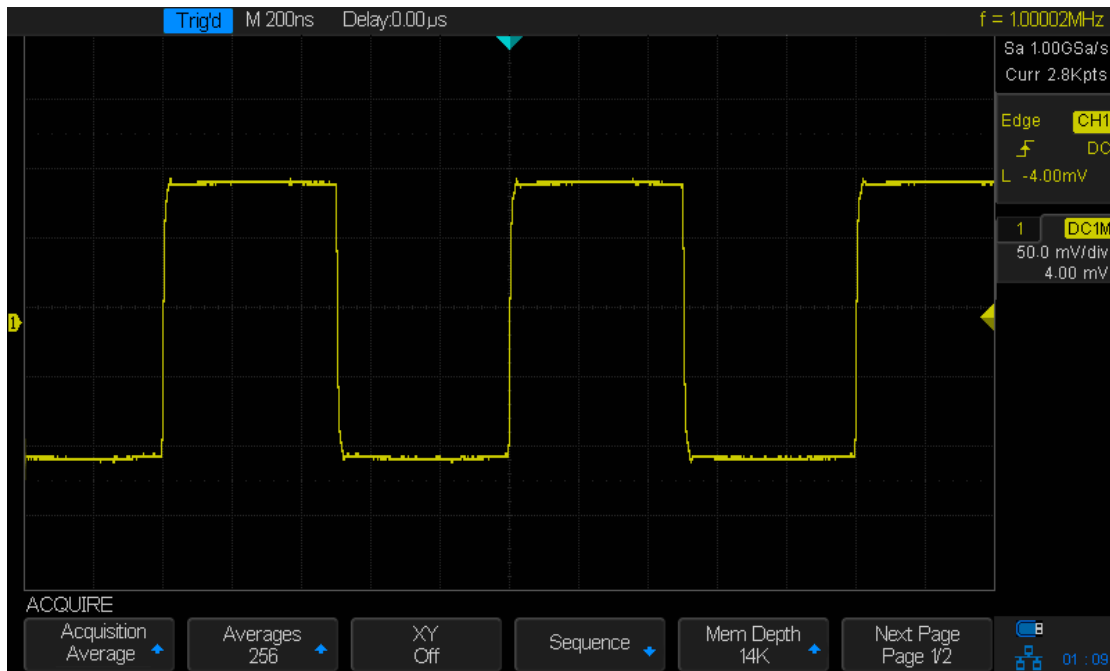 Trig'd M 200ns Delay:0.00µs f = 1.00002MHz
Sa 1.00GSa/s
Curr 2.8Kpts
Edge CH1
DC
L -4.00mV
1 DC1M
50.0 mV/div
4.00 mV
1
ACQUIRE
Acquisition
Average
Averages
256
XY
Off
Sequence
Mem Depth
14K
Next Page
Page 1/2
01 : 09